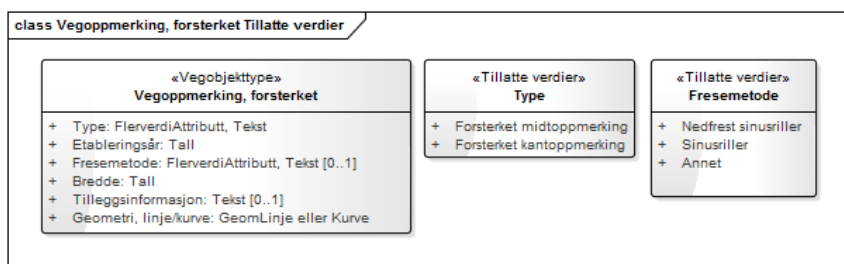 class Vegoppmerking, forsterket Tillatte verdier
«Vegobjekttype»
Vegoppmerking, forsterket
+ Type: FlerverdiAttributt, Tekst
+ Etableringsår: Tall
+ Fresemetode: FlerverdiAttributt, Tekst [0..1]
+ Bredde: Tall
+ Tilleggsinformasjon: Tekst [0..1]
+ Geometri, linje/kurve: GeomLinje eller Kurve
«Tillatte verdier»
Type
+ Forsterket midtoppmerking
+ Forsterket kantoppmerking
«Tillatte verdier»
Fresemetode
+ Nedfrest sinusriller
+ Sinusriller
+ Annet